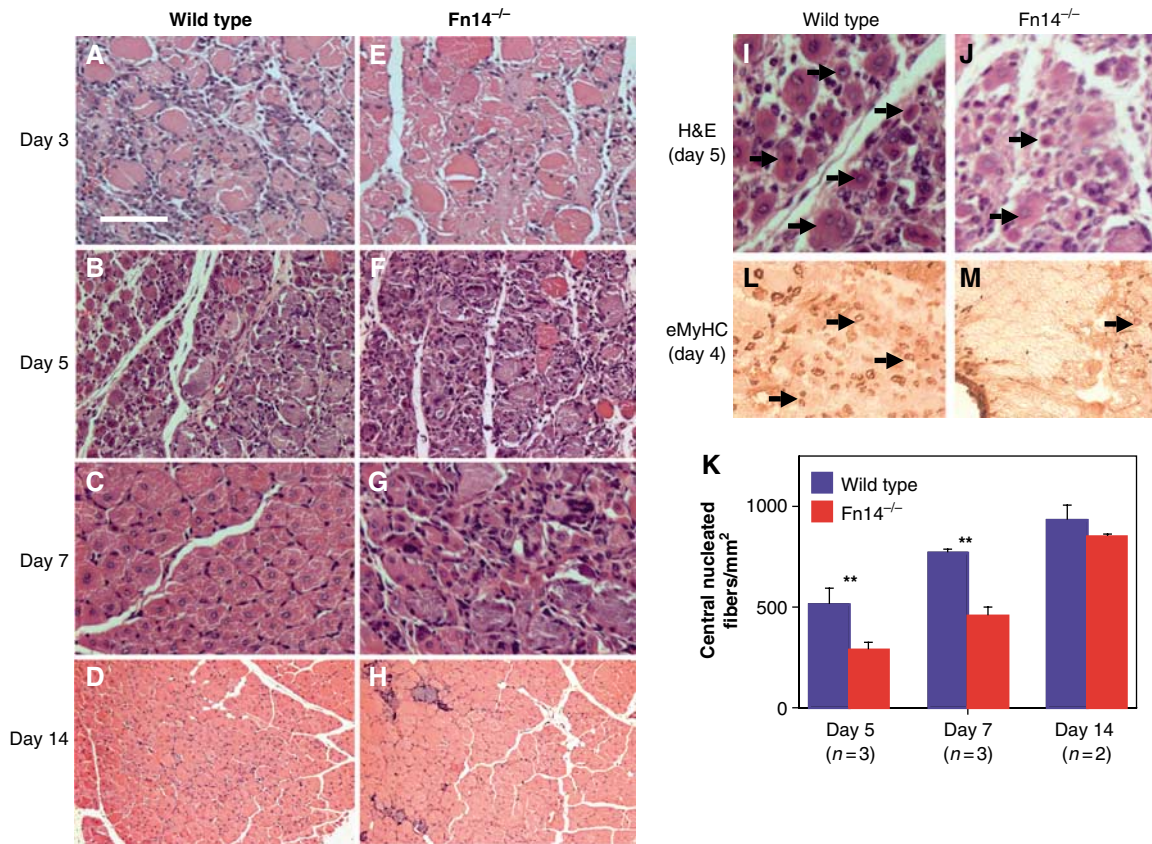 Wild type
Fn14–/–
Day 3
A
E
Day 5
B
F
Day 7
C
G
Day 14
D
H
Wild type
Fn14–/–
H&E
(day 5)
I
J
eMyHC
(day 4)
L
M
K
Wild type
Fn14–/–
Central nucleated
fibers/mm2
1000
500
0
**
**
Day 5
Day 7
Day 14
(n=3)
(n=3)
(n=2)